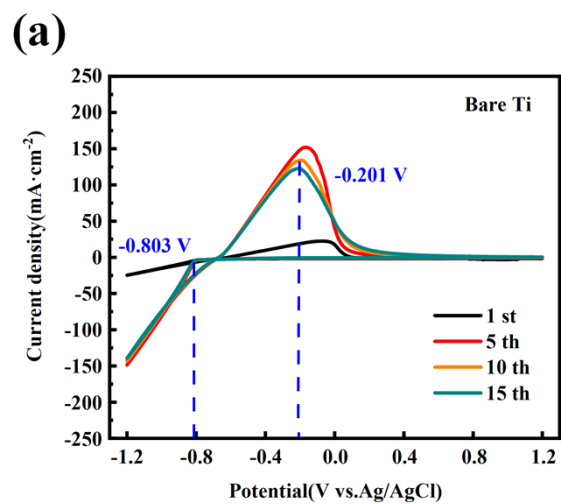 (a)
250
200
150
100
50
0
-50
-100
-150
-200
-250
Current density(mA·cm⁻²)
Bare Ti
-0.201 V
-0.803 V
1 st
5 th
10 th
15 th
-1.2 -0.8 -0.4 0.0 0.4 0.8 1.2
Potential(V vs.Ag/AgCl)